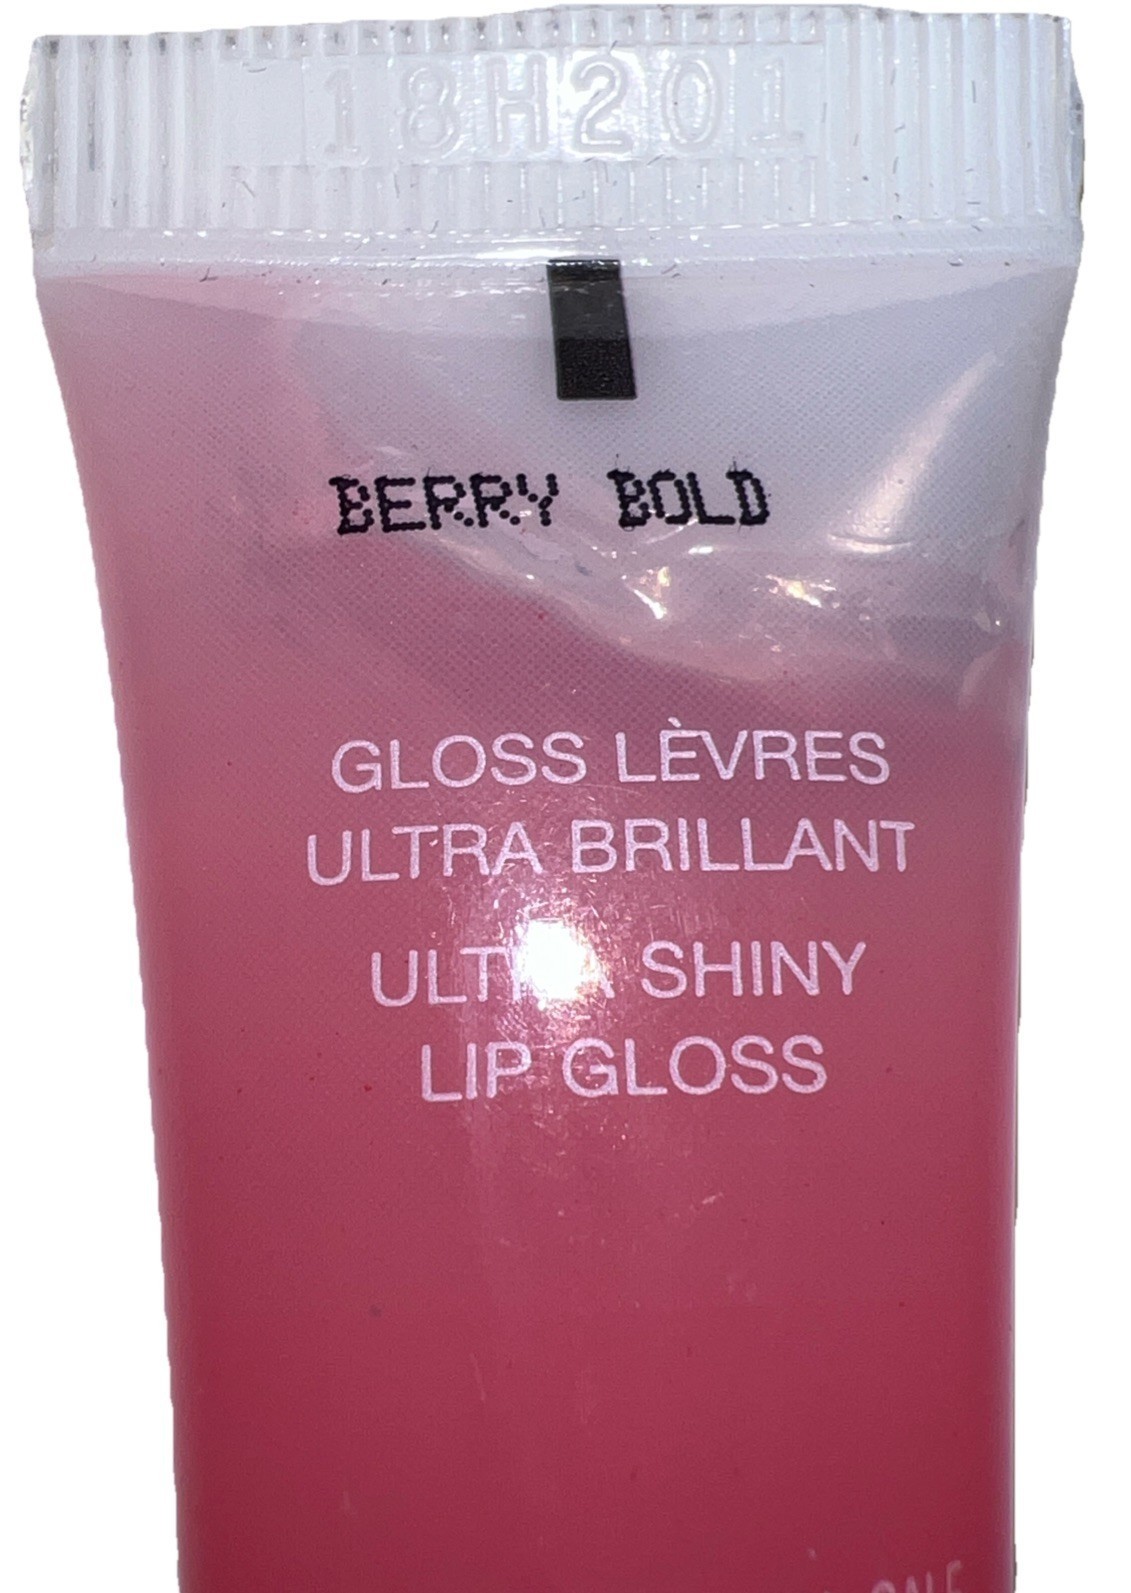 18H201
BERRY BOLD
GLOSS LÈVRES
ULTRA BRILLANT
ULTRA SHINY
LIP GLOSS